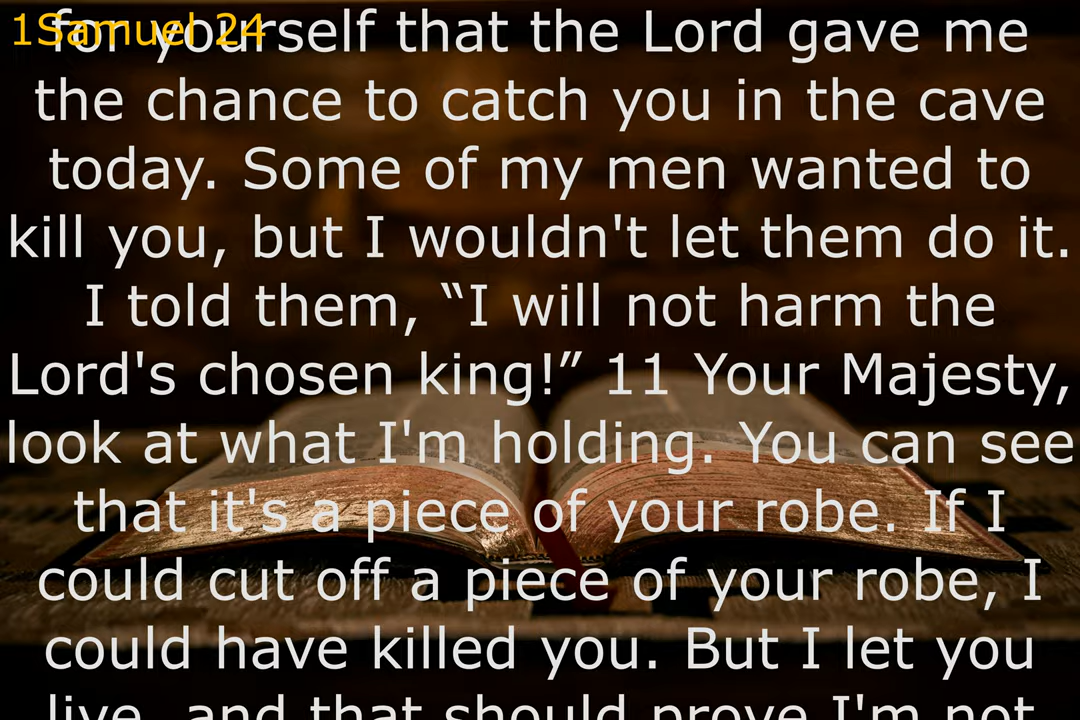 1Samuel 24
for yourself that the Lord gave me
the chance to catch you in the cave
today. Some of my men wanted to
kill you, but I wouldn't let them do it.
I told them, “I will not harm the
Lord's chosen king!” 11 Your Majesty,
look at what I'm holding. You can see
that it's a piece of your robe. If I
could cut off a piece of your robe, I
could have killed you. But I let you
live, and that should prove I'm not